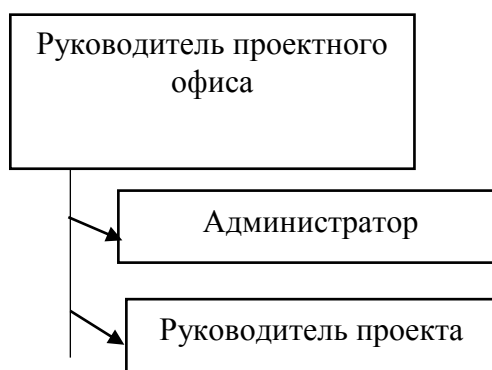 Руководитель проектного
офиса
Администратор
Руководитель проекта